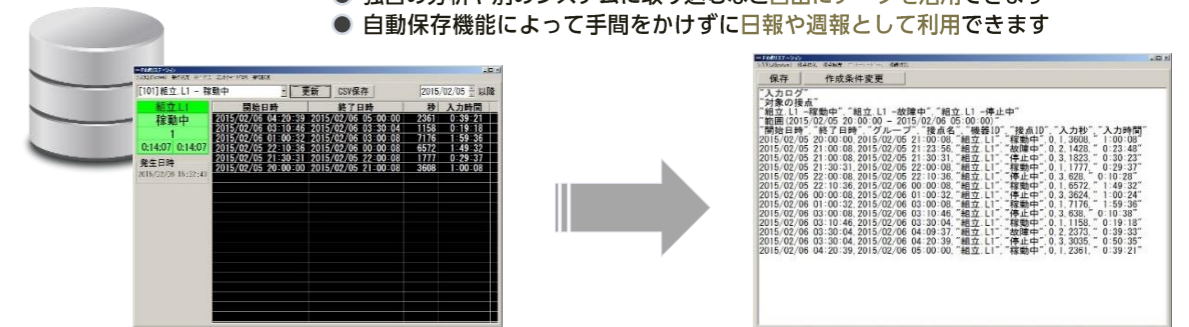 ● 自動保存機能によって手間をかけずに日報や週報として利用できます
[101]組立.L1 - 稼動中
更新
CSV保存
2015/02/05
以降
組立.L1
稼動中
1
0:14:07 0:14:07
発生日時
開始日時 終了日時 秒 入力時間
2015/02/06 04:20:39 2015/02/06 05:00:00 2361 0:39:21
2015/02/06 03:10:46 2015/02/06 03:30:04 1158 0:19:18
2015/02/06 01:00:32 2015/02/06 03:00:08 7176 1:59:36
2015/02/05 22:10:36 2015/02/06 00:00:08 6572 1:49:32
2015/02/05 21:30:31 2015/02/05 22:00:08 1777 0:29:37
2015/02/05 20:00:00 2015/02/05 21:00:08 3608 1:00:08
保存
作成条件変更
"入力ログ"
"対象の接点"
"組立.L1 -稼動中","組立.L1 -故障中","組立.L1 -停止中"
"範囲(2015/02/05 20:00:00 - 2015/02/06 05:00:00)"
"開始日時","終了日時","グループ","接点名","機器ID","接点ID","入力秒","入力時間"
2015/02/05 20:00:00,2015/02/05 21:00:08,"組立.L1","稼動中",0,1,3608," 1:00:08"
2015/02/05 21:00:08,2015/02/05 21:23:56,"組立.L1","故障中",0,2,1428," 0:23:48"
2015/02/05 21:00:08,2015/02/05 21:30:31,"組立.L1","停止中",0,3,1823," 0:30:23"
2015/02/05 21:30:31,2015/02/05 22:00:08,"組立.L1","稼動中",0,1,1777," 0:29:37"
2015/02/05 22:00:08,2015/02/05 22:10:36,"組立.L1","停止中",0,3,628," 0:10:28"
2015/02/05 22:10:36,2015/02/06 00:00:08,"組立.L1","稼動中",0,1,6572," 1:49:32"
2015/02/06 00:00:08,2015/02/06 01:00:32,"組立.L1","停止中",0,3,3624," 1:00:24"
2015/02/06 01:00:32,2015/02/06 03:00:08,"組立.L1","稼動中",0,1,7176," 1:59:36"
2015/02/06 03:00:08,2015/02/06 03:10:46,"組立.L1","停止中",0,3,638," 0:10:38"
2015/02/06 03:10:46,2015/02/06 03:30:04,"組立.L1","稼動中",0,1,1158," 0:19:18"
2015/02/06 03:30:04,2015/02/06 04:09:37,"組立.L1","故障中",0,2,2373," 0:39:33"
2015/02/06 03:30:04,2015/02/06 04:20:39,"組立.L1","停止中",0,3,3035," 0:50:35"
2015/02/06 04:20:39,2015/02/06 05:00:00,"組立.L1","稼動中",0,1,2361," 0:39:21"